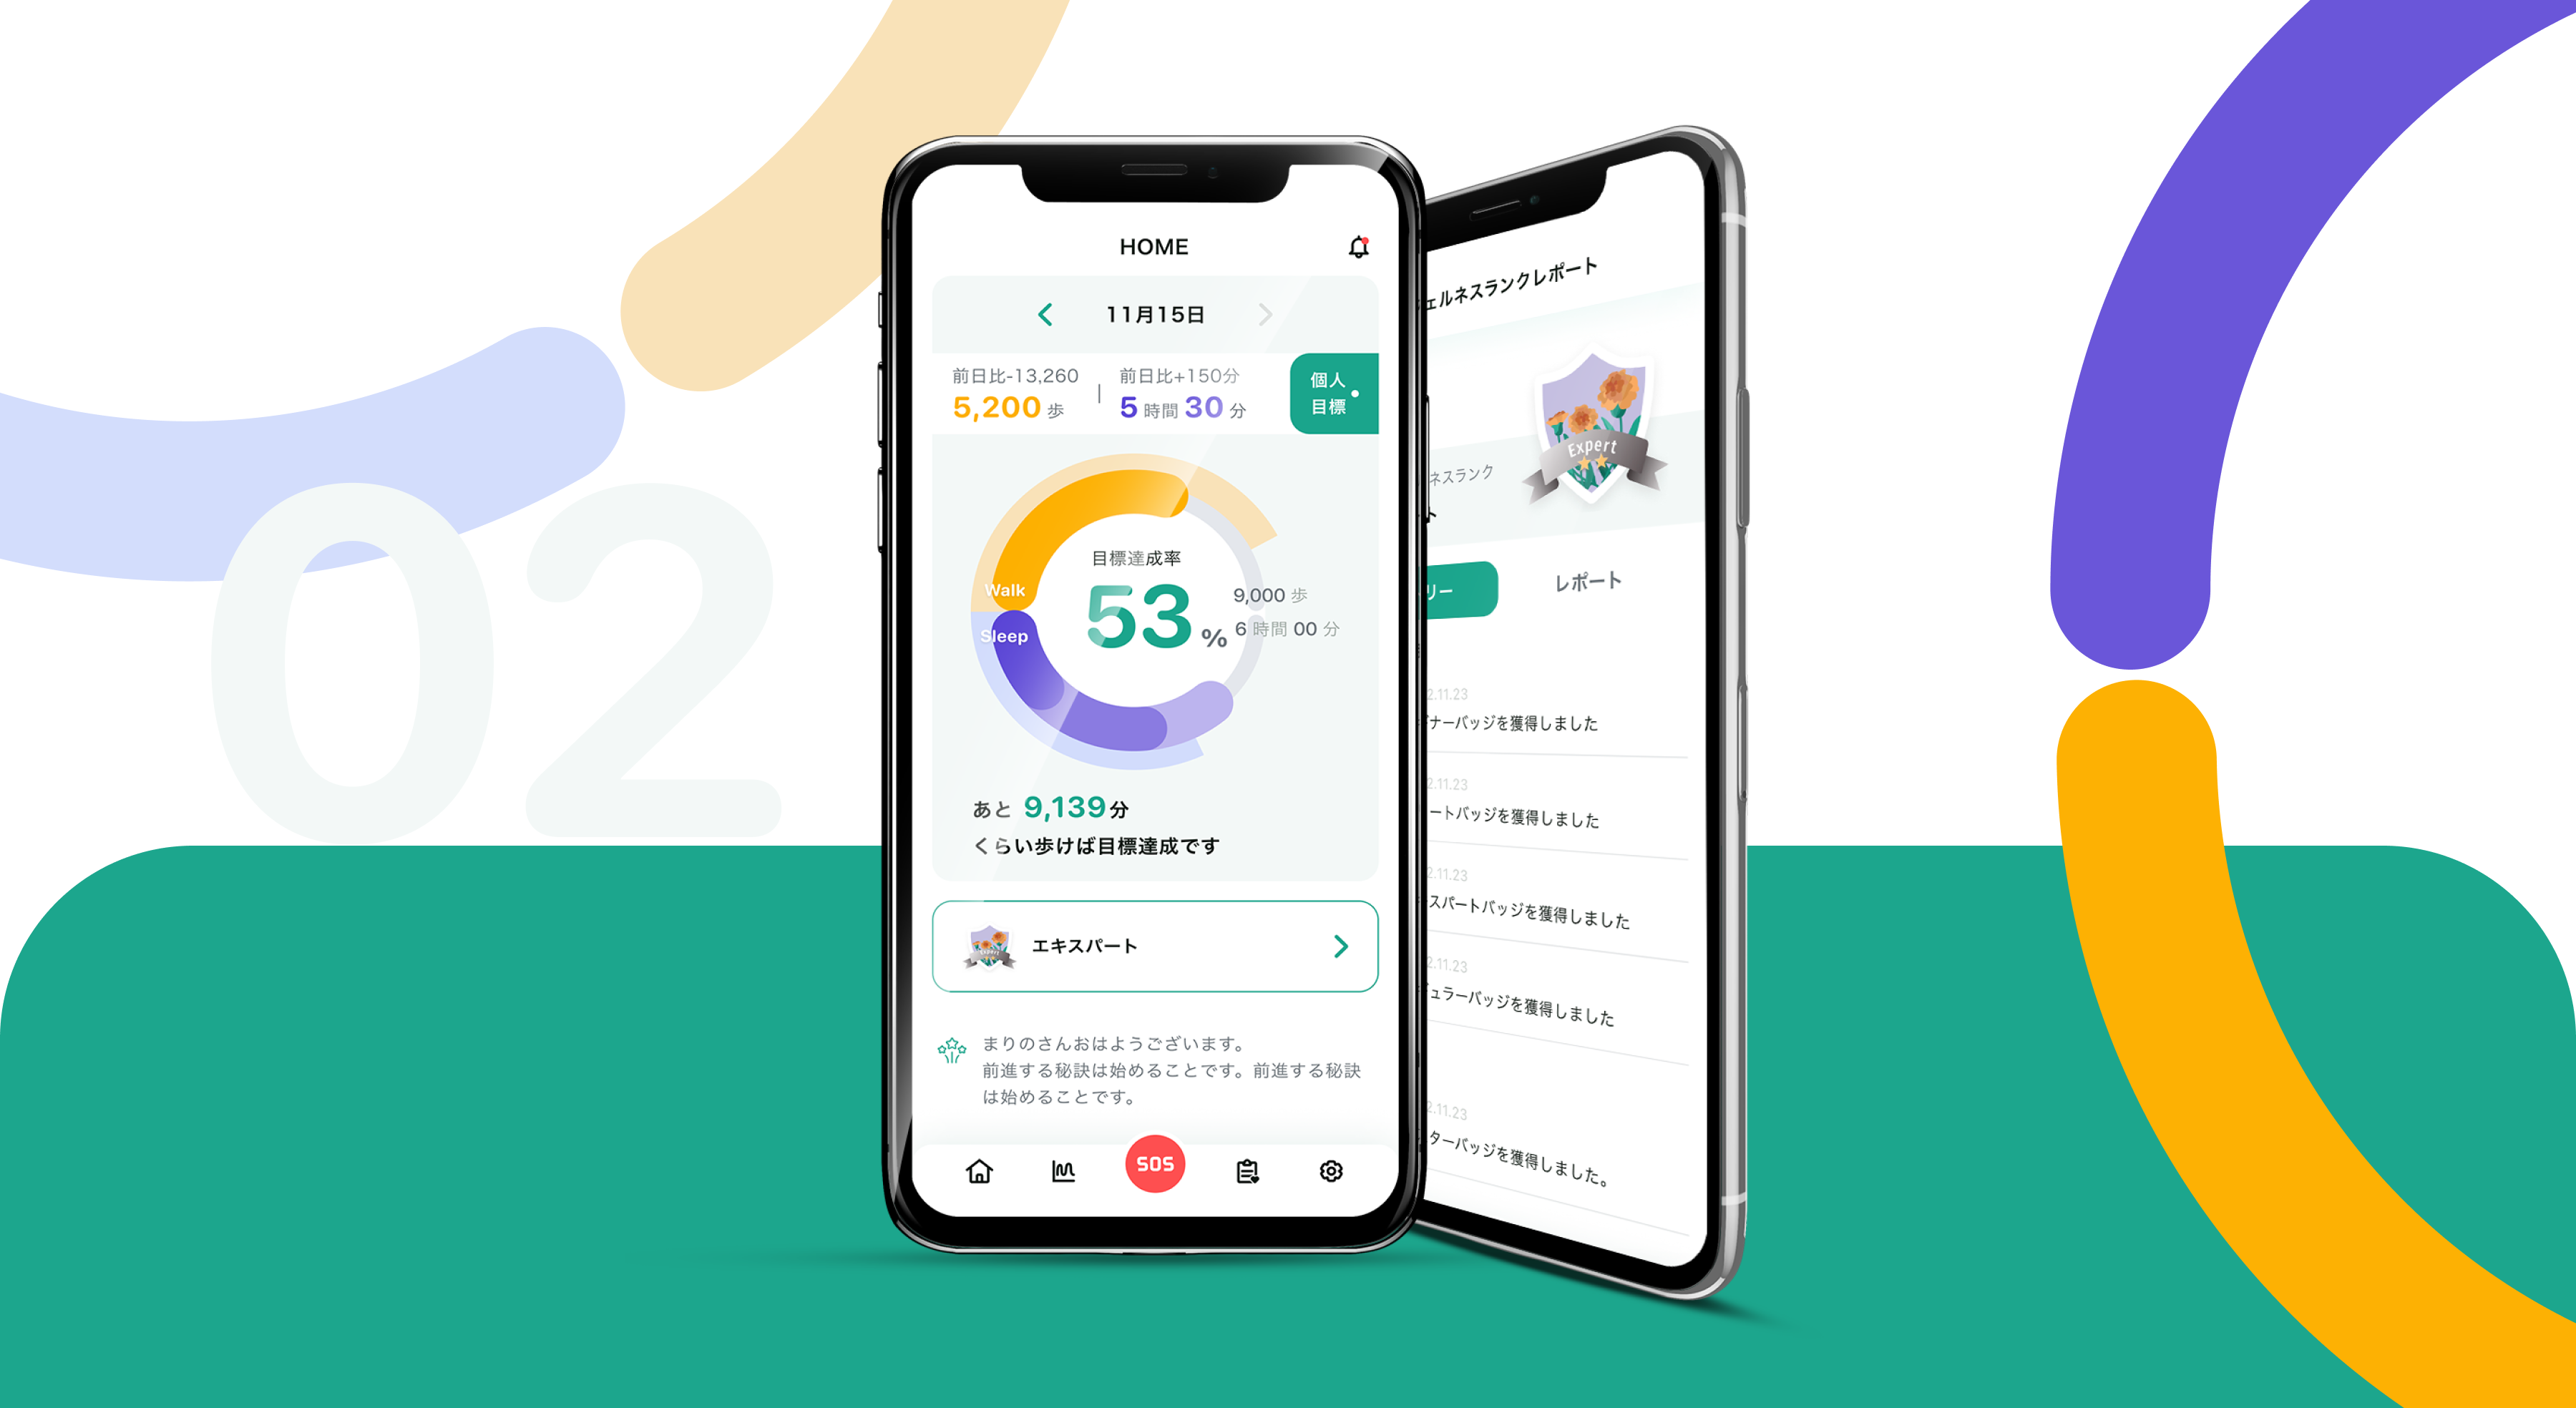 02
HOME
11月15日
前日比-13,260
5,200 歩
前日比+150分
5 時間 30 分
個人
目標
Walk
Sleep
目標達成率
53 %
9,000 歩
6 時間 00 分
あと 9,139分
くらい歩けば目標達成です
エキスパート
まりのさんおはようございます。
前進する秘訣は始めることです。前進する秘訣
は始めることです。
SOS
ェルネスランクレポート
Expert
ネスランク
ト
リー
レポート
2.11.23
ナーバッジを獲得しました
2.11.23
ートバッジを獲得しました
2.11.23
スパートバッジを獲得しました
2.11.23
ュラーバッジを獲得しました
2.11.23
ターバッジを獲得しました。